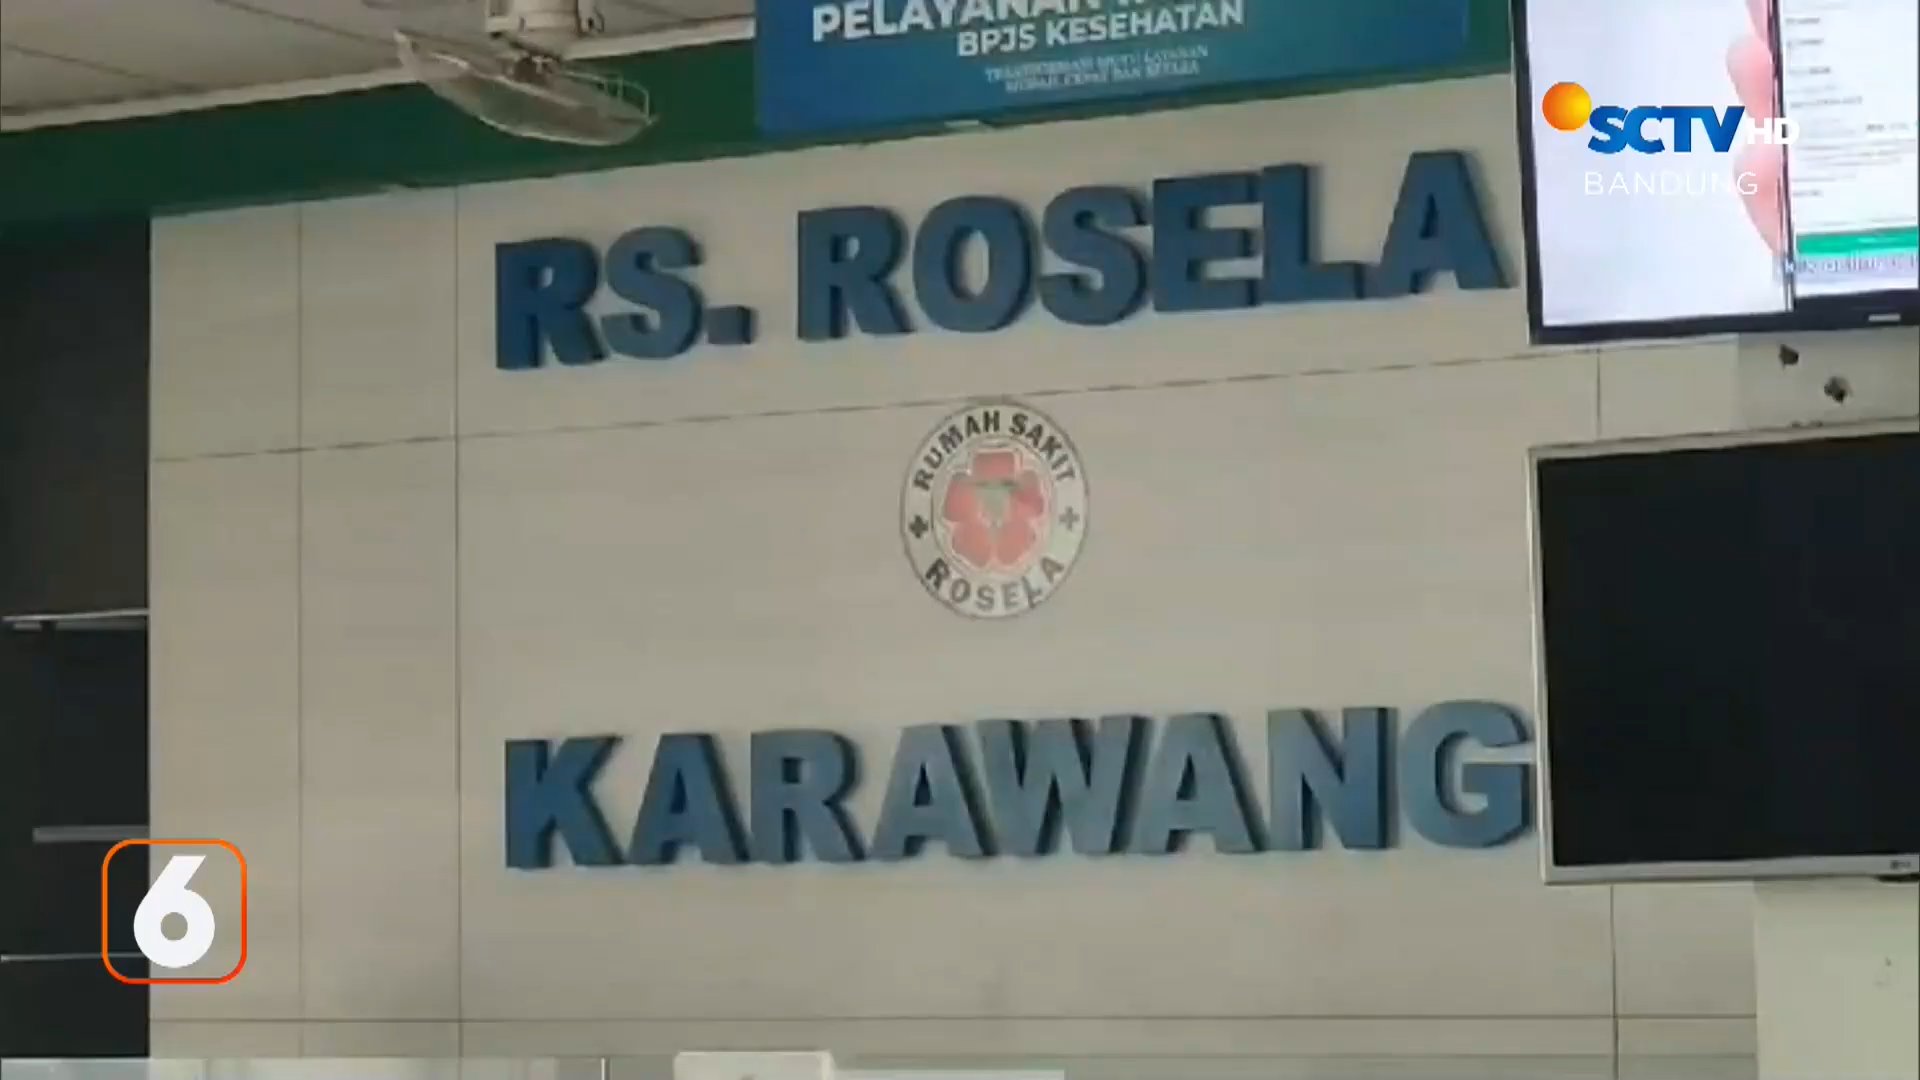 PELAYANAN
BPJS KESEHATAN
SCTV HD
BANDUNG
RS. ROSELA
RUMAH SAKIT
ROSELA
KARAWANG
6